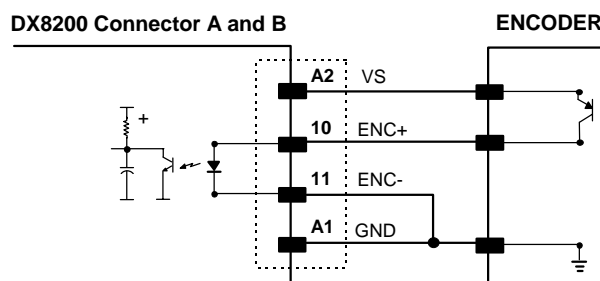 DX8200 Connector A and B
ENCODER
A2 VS
10 ENC+
11 ENC-
A1 GND
+